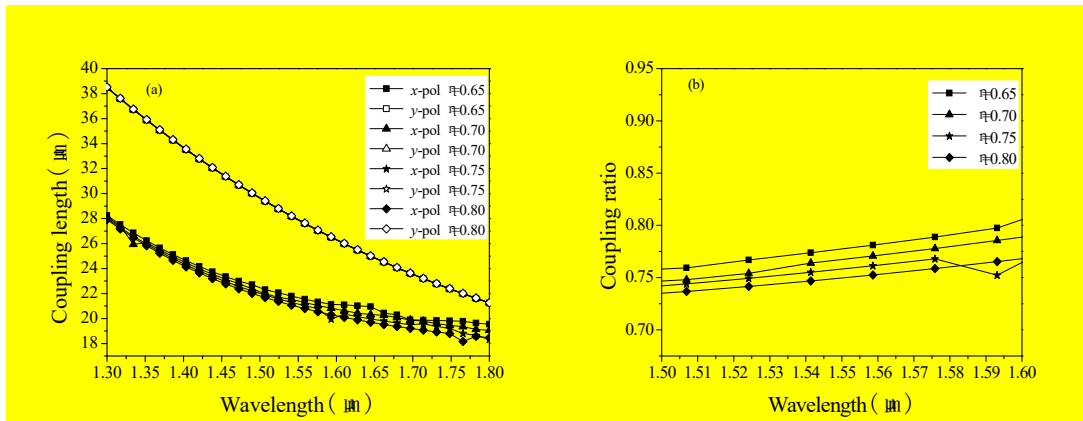 (a)
Coupling length ( μm )
40
38
36
34
32
30
28
26
24
22
20
18
x-pol η=0.65
y-pol η=0.65
x-pol η=0.70
y-pol η=0.70
x-pol η=0.75
y-pol η=0.75
x-pol η=0.80
y-pol η=0.80
1.30 1.35 1.40 1.45 1.50 1.55 1.60 1.65 1.70 1.75 1.80
Wavelength ( μm )
(b)
Coupling ratio
0.95
0.90
0.85
0.80
0.75
0.70
η=0.65
η=0.70
η=0.75
η=0.80
1.50 1.51 1.52 1.53 1.54 1.55 1.56 1.57 1.58 1.59 1.60
Wavelength ( μm )